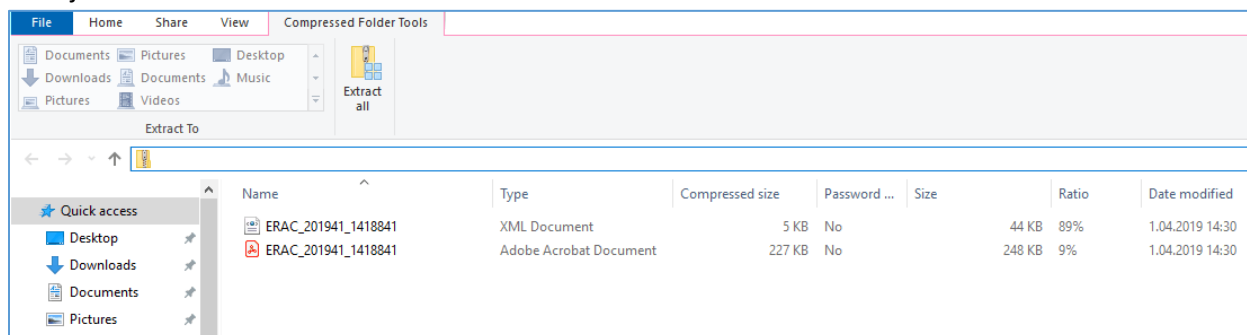 File Home Share View Compressed Folder Tools
Documents Pictures Desktop
Downloads Documents Music
Pictures Videos
Extract all
Extract To
Name Type Compressed size Password ... Size Ratio Date modified
Quick access
ERAC_201941_1418841 XML Document 5 KB No 44 KB 89% 1.04.2019 14:30
Desktop
ERAC_201941_1418841 Adobe Acrobat Document 227 KB No 248 KB 9% 1.04.2019 14:30
Downloads
Documents
Pictures